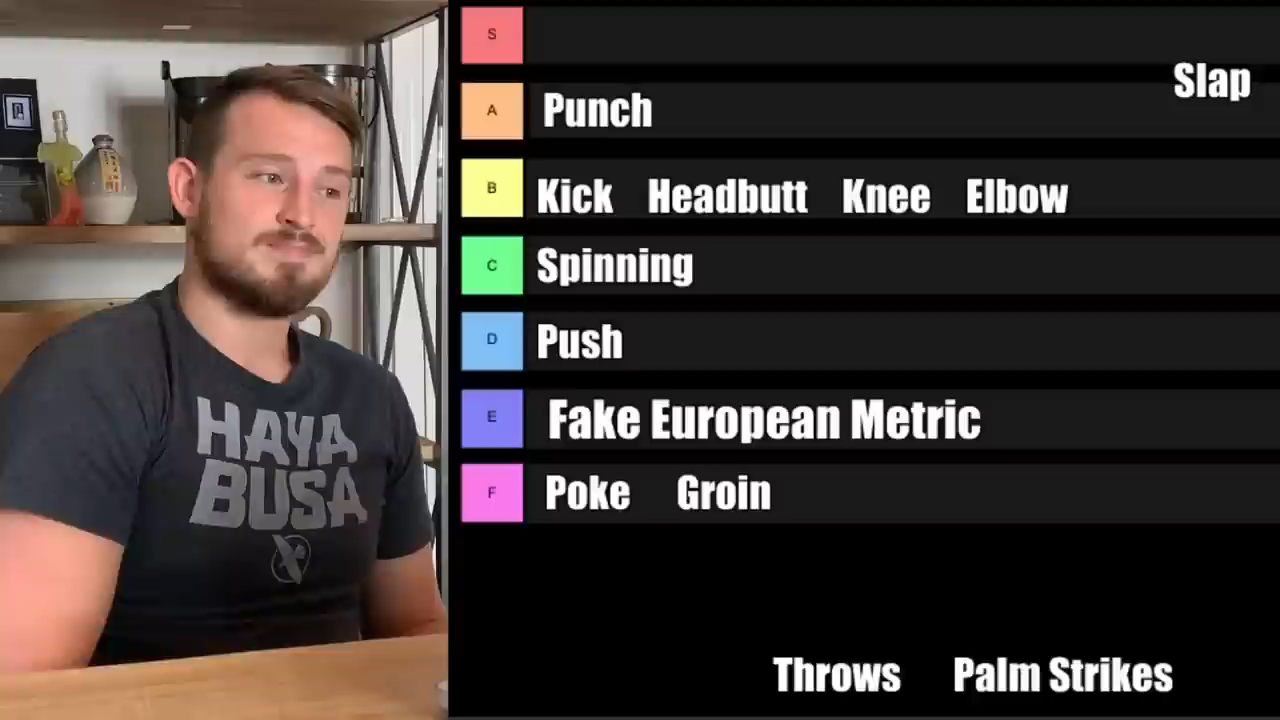 HAYA
BUSA
S
Slap
A Punch
B Kick Headbutt Knee Elbow
C Spinning
D Push
E Fake European Metric
F Poke Groin
Throws Palm Strikes